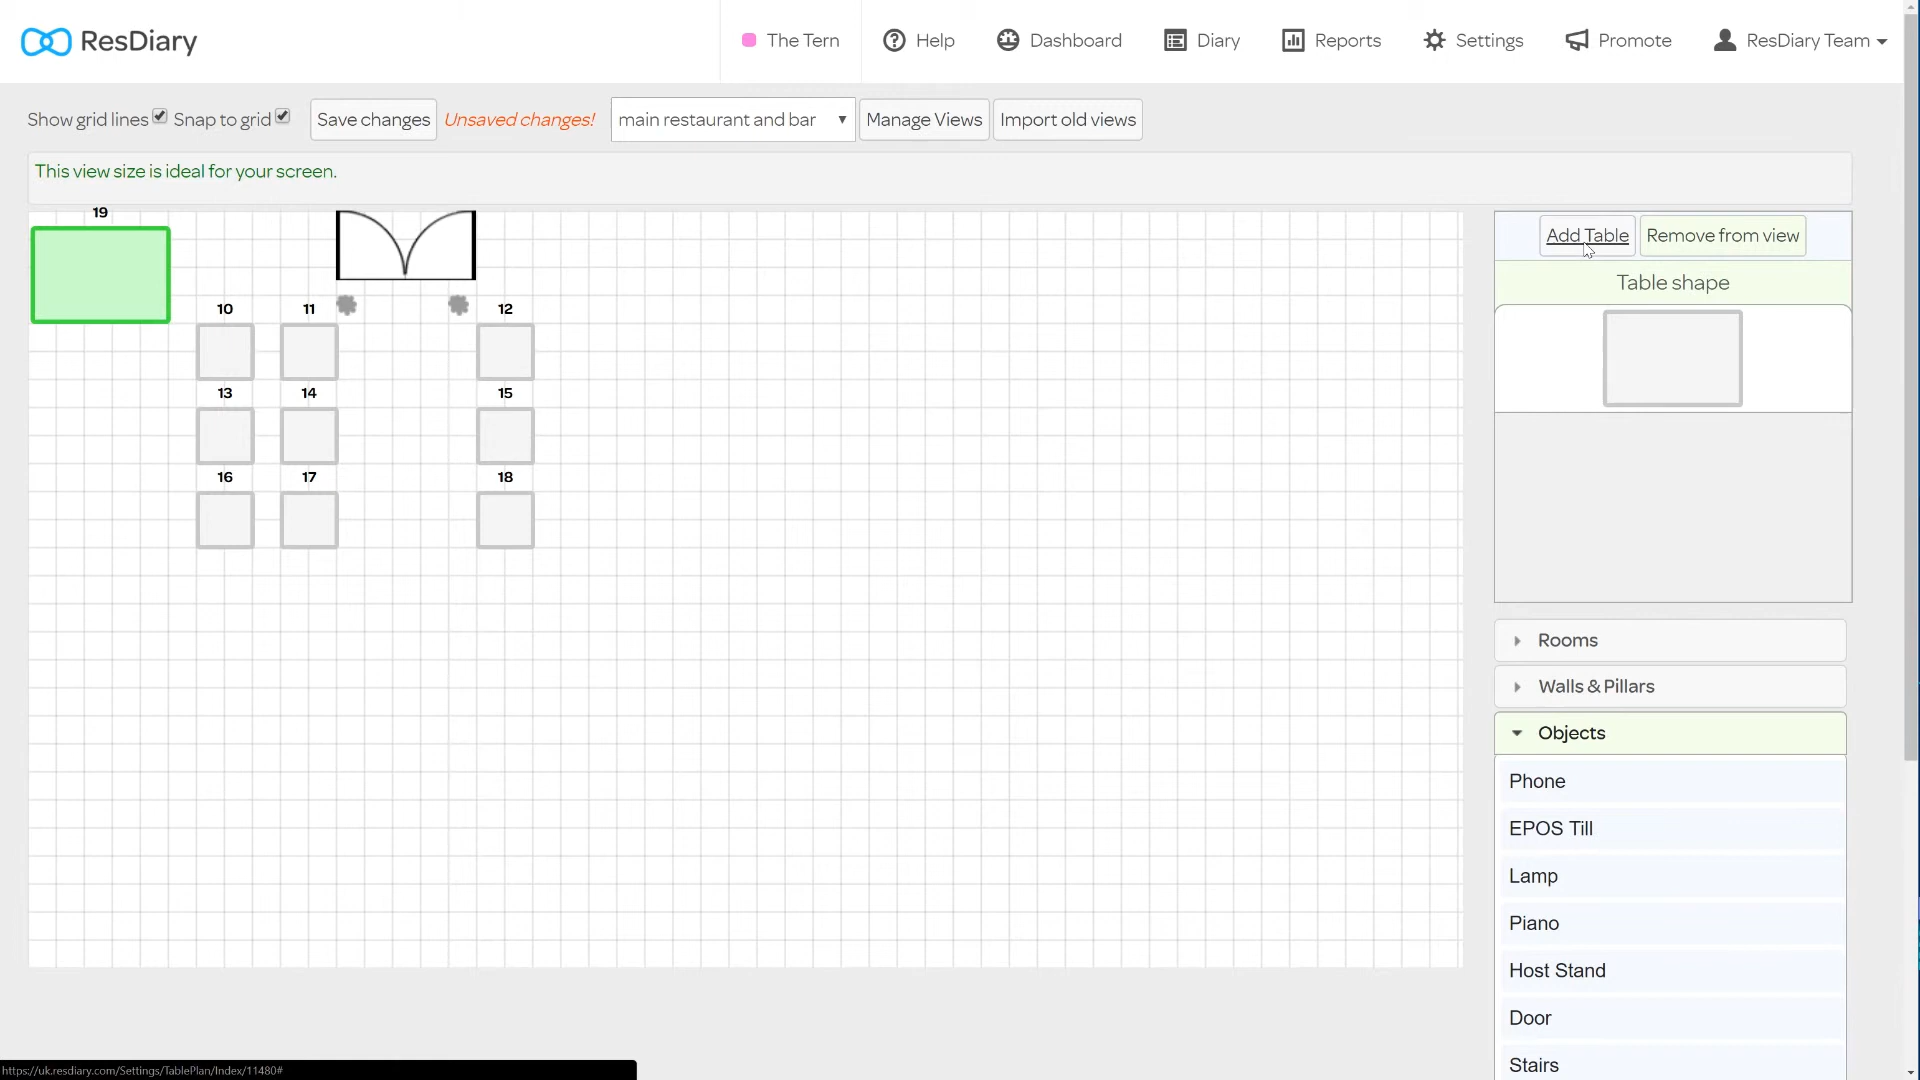 ResDiary
The Tern
Help
Dashboard
Diary
Reports
Settings
Promote
ResDiary Team
Show grid lines
Snap to grid
Save changes
Unsaved changes!
main restaurant and bar
Manage Views
Import old views
This view size is ideal for your screen.
19
10
11
12
13
14
15
16
17
18
Add Table
Remove from view
Table shape
Rooms
Walls & Pillars
Objects
Phone
EPOS Till
Lamp
Piano
Host Stand
Door
Stairs
https://uk.resdiary.com/Settings/TablePlan/Index/11480#